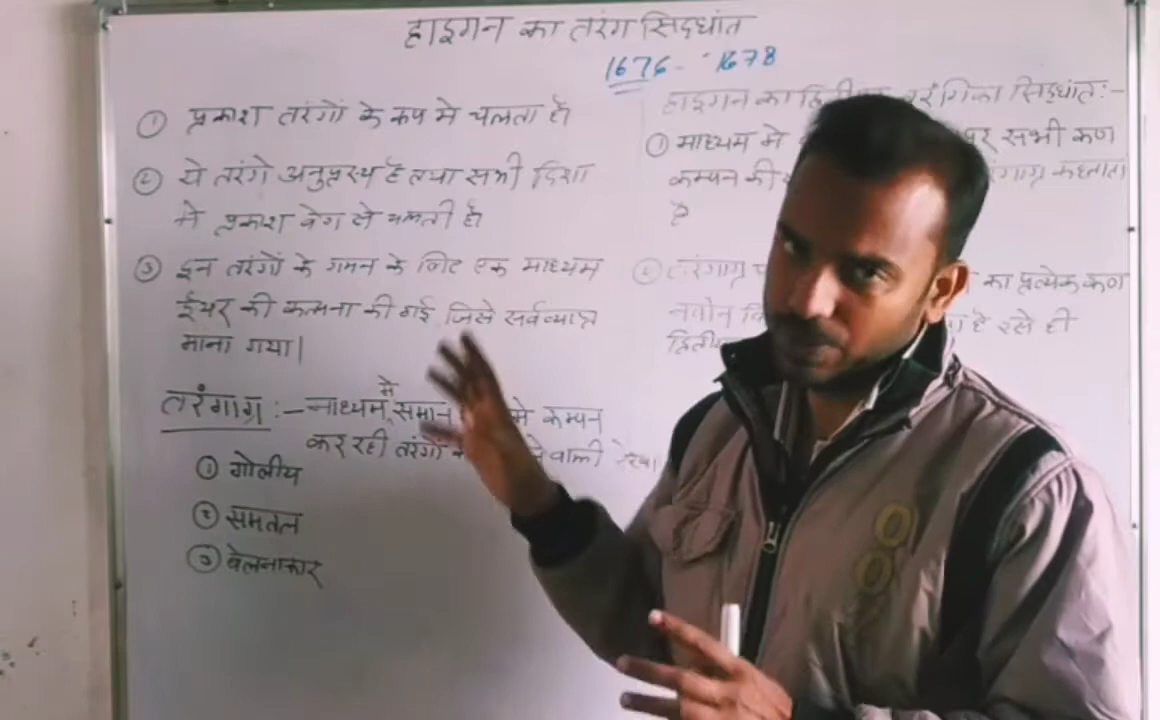 हाइगन का तरंग सिद्धांत
1676 - 1678
① प्रकाश तरंगों के रूप मे चलता है।
② ये तरंगे अनुप्रस्थ है तथा सभी दिशा
मे प्रकाश वेग से चलती है।
③ इन तरंगों के गमन के लिए एक माध्यम
ईथर की कल्पना की गई जिसे सर्वव्याप्त
माना गया।
तरंगाग्र :- माध्यम मे समान मे कम्पन
कर रही तरंगों वाली रेखा
① गोलीय
② समतल
③ बेलनाकार
हाइगन का तरंगिका सिद्धांत :-
① माध्यम मे सभी कण
कम्पन की कहलाता
है
② तरंगाग्र का प्रत्येक कण
नवीन है इसे ही